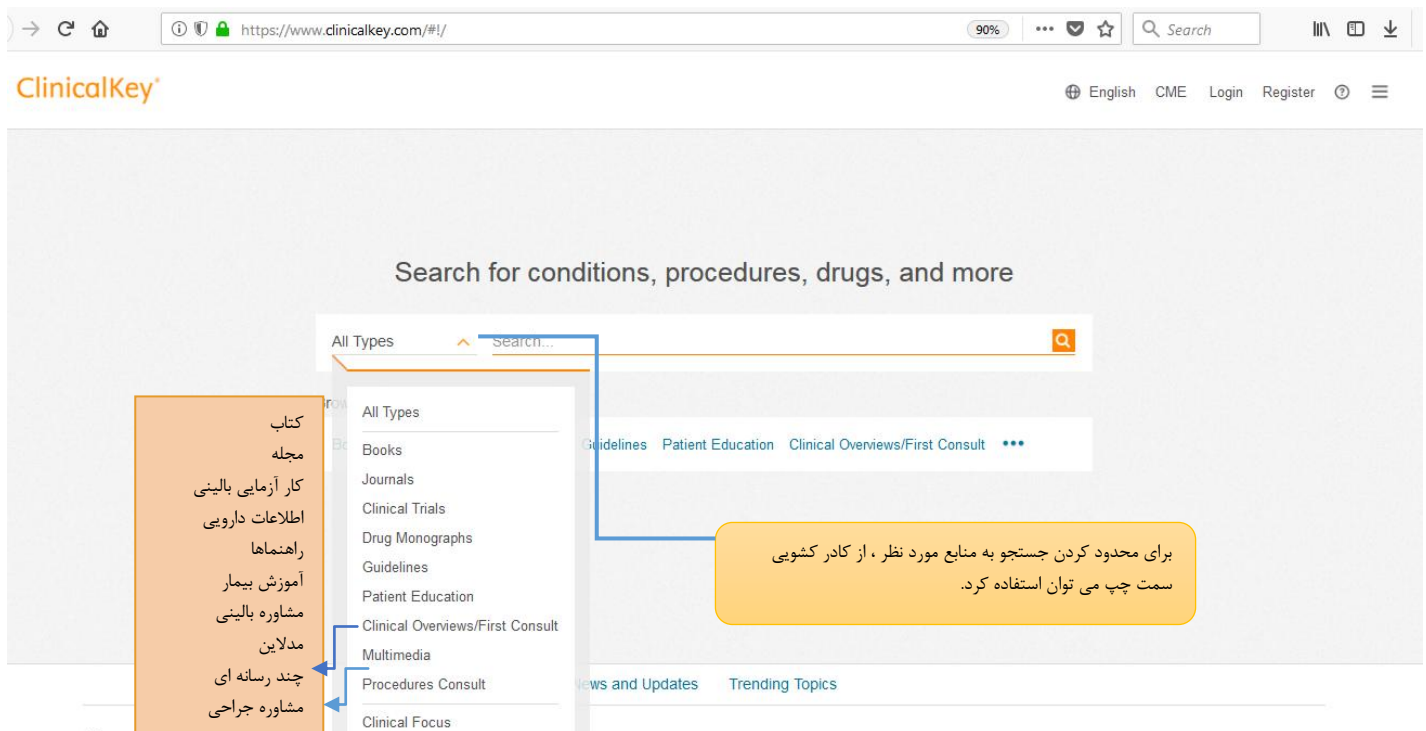 https://www.clinicalkey.com/#!/
90%
Search
ClinicalKey®
English CME Login Register
Search for conditions, procedures, drugs, and more
All Types Search...
All Types
Guidelines Patient Education Clinical Overviews/First Consult •••
Books
Journals
Clinical Trials
Drug Monographs
Guidelines
Patient Education
Clinical Overviews/First Consult
Multimedia
Procedures Consult
Clinical Focus
کتاب
مجله
کار آزمایی بالینی
اطلاعات دارویی
راهنماها
آموزش بیمار
مشاوره بالینی
مدلاین
چند رسانه ای
مشاوره جراحی
برای محدود کردن جستجو به منابع مورد نظر ، از کادر کشویی
سمت چپ می توان استفاده کرد.
News and Updates Trending Topics